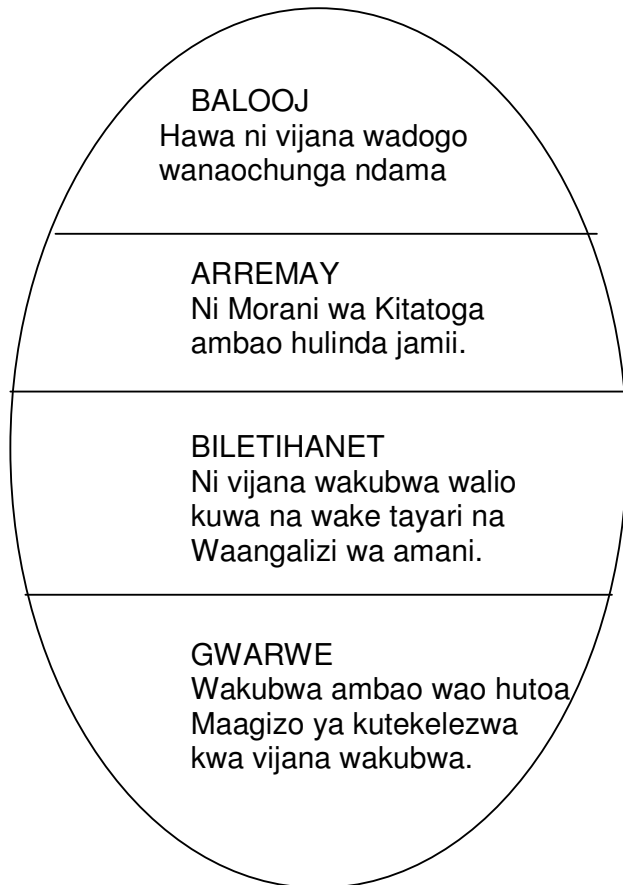 BALOOJ
Hawa ni vijana wadogo
wanaochunga ndama
ARREMAY
Ni Morani wa Kitatoga
ambao hulinda jamii.
BILETIHANET
Ni vijana wakubwa walio
kuwa na wake tayari na
Waangalizi wa amani.
GWARWE
Wakubwa ambao wao hutoa
Maagizo ya kutekelezwa
kwa vijana wakubwa.